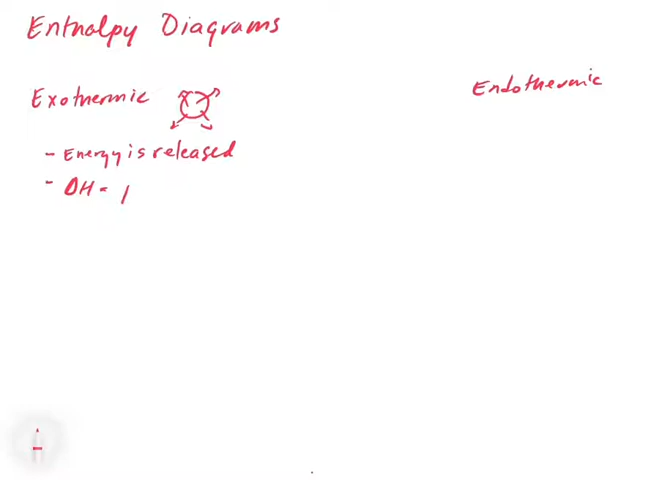 Enthalpy Diagrams
Exothermic
Endothermic
- Energy is released
- ΔH =